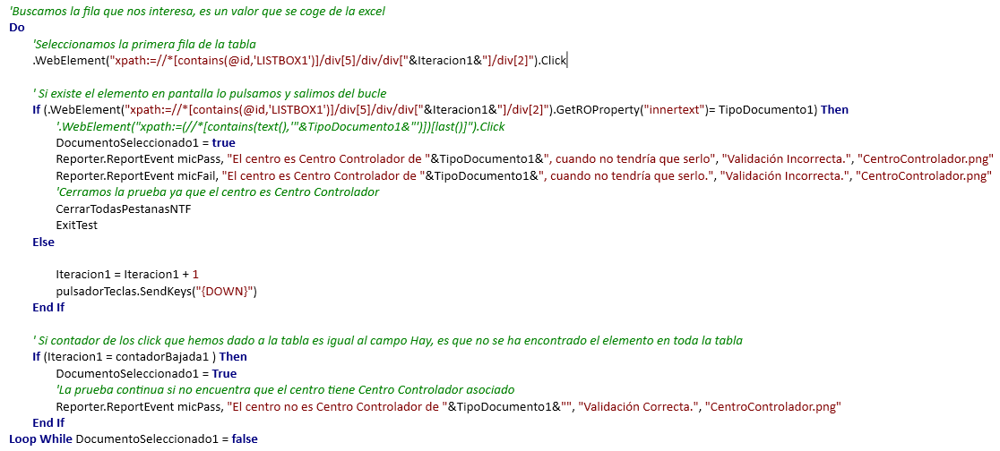 'Buscamos la fila que nos interesa, es un valor que se coge de la excel
Do
'Seleccionamos la primera fila de la tabla
.WebElement("xpath:=//*[contains(@id,'LISTBOX1')]/div[5]/div/div["&Iteracion1&"]/div[2]").Click
' Si existe el elemento en pantalla lo pulsamos y salimos del bucle
If (.WebElement("xpath:=//*[contains(@id,'LISTBOX1')]/div[5]/div/div["&Iteracion1&"]/div[2]").GetROProperty("innertext")= TipoDocumento1) Then
'.WebElement("xpath:=(//*[contains(text(),'"&TipoDocumento1&"')])[last()]").Click
DocumentoSeleccionado1 = true
Reporter.ReportEvent micPass, "El centro es Centro Controlador de "&TipoDocumento1&", cuando no tendría que serlo", "Validación Incorrecta.", "CentroControlador.png"
Reporter.ReportEvent micFail, "El centro es Centro Controlador de "&TipoDocumento1&", cuando no tendría que serlo.", "Validación Incorrecta.", "CentroControlador.png"
'Cerramos la prueba ya que el centro es Centro Controlador
CerrarTodasPestanasNTF
ExitTest
Else
Iteracion1 = Iteracion1 + 1
pulsadorTeclas.SendKeys("{DOWN}")
End If
' Si contador de los click que hemos dado a la tabla es igual al campo Hay, es que no se ha encontrado el elemento en toda la tabla
If (Iteracion1 = contadorBajada1 ) Then
DocumentoSeleccionado1 = True
'La prueba continua si no encuentra que el centro tiene Centro Controlador asociado
Reporter.ReportEvent micPass, "El centro no es Centro Controlador de "&TipoDocumento1&"", "Validación Correcta.", "CentroControlador.png"
End If
Loop While DocumentoSeleccionado1 = false